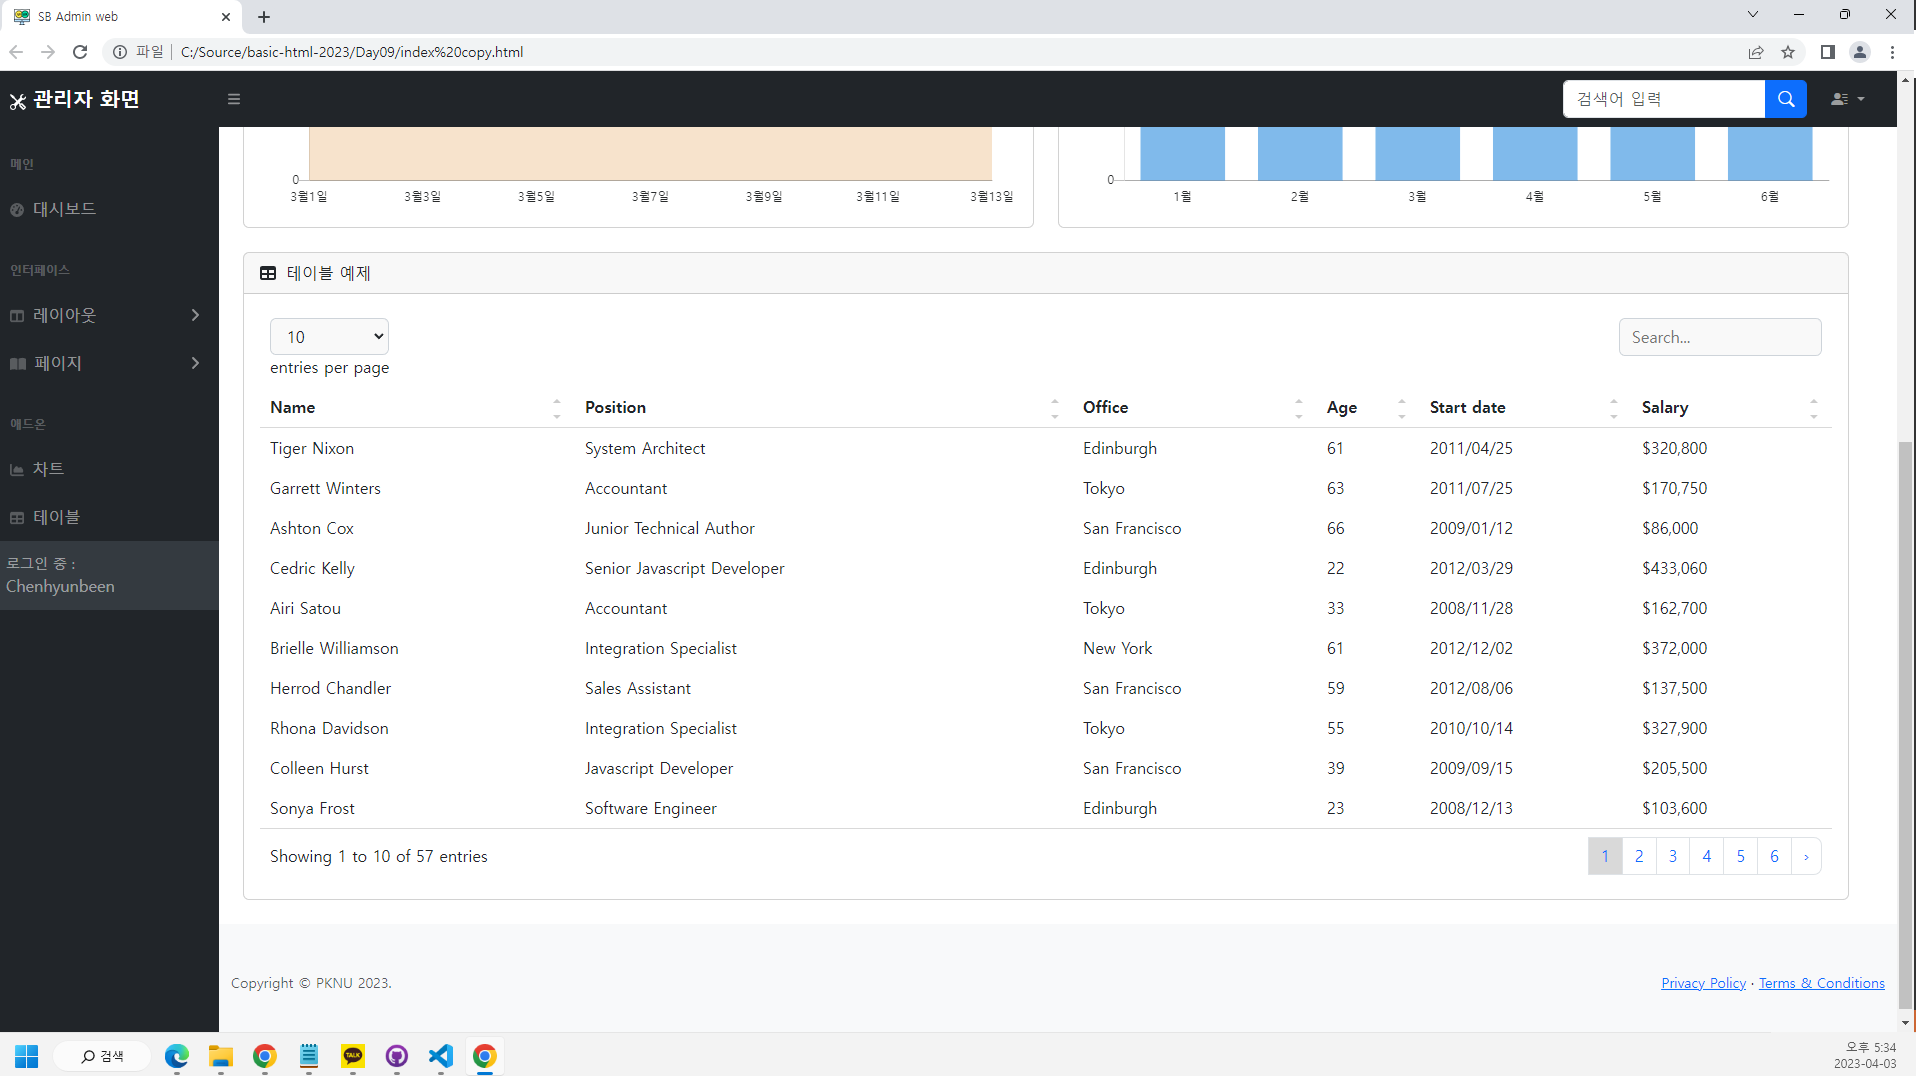 SB Admin web
파일 C:/Source/basic-html-2023/Day09/index%20copy.html
관리자 화면
검색어 입력
메인
대시보드
인터페이스
레이아웃
페이지
애드온
차트
테이블
로그인 중 :
Chenhyunbeen
0
3월1일 3월3일 3월5일 3월7일 3월9일 3월11일 3월13일
0
1월 2월 3월 4월 5월 6월
테이블 예제
10
entries per page
Search...
Name Position Office Age Start date Salary
Tiger Nixon System Architect Edinburgh 61 2011/04/25 $320,800
Garrett Winters Accountant Tokyo 63 2011/07/25 $170,750
Ashton Cox Junior Technical Author San Francisco 66 2009/01/12 $86,000
Cedric Kelly Senior Javascript Developer Edinburgh 22 2012/03/29 $433,060
Airi Satou Accountant Tokyo 33 2008/11/28 $162,700
Brielle Williamson Integration Specialist New York 61 2012/12/02 $372,000
Herrod Chandler Sales Assistant San Francisco 59 2012/08/06 $137,500
Rhona Davidson Integration Specialist Tokyo 55 2010/10/14 $327,900
Colleen Hurst Javascript Developer San Francisco 39 2009/09/15 $205,500
Sonya Frost Software Engineer Edinburgh 23 2008/12/13 $103,600
Showing 1 to 10 of 57 entries
1 2 3 4 5 6 ›
Copyright © PKNU 2023.
Privacy Policy · Terms & Conditions
검색
TALK
오후 5:34
2023-04-03